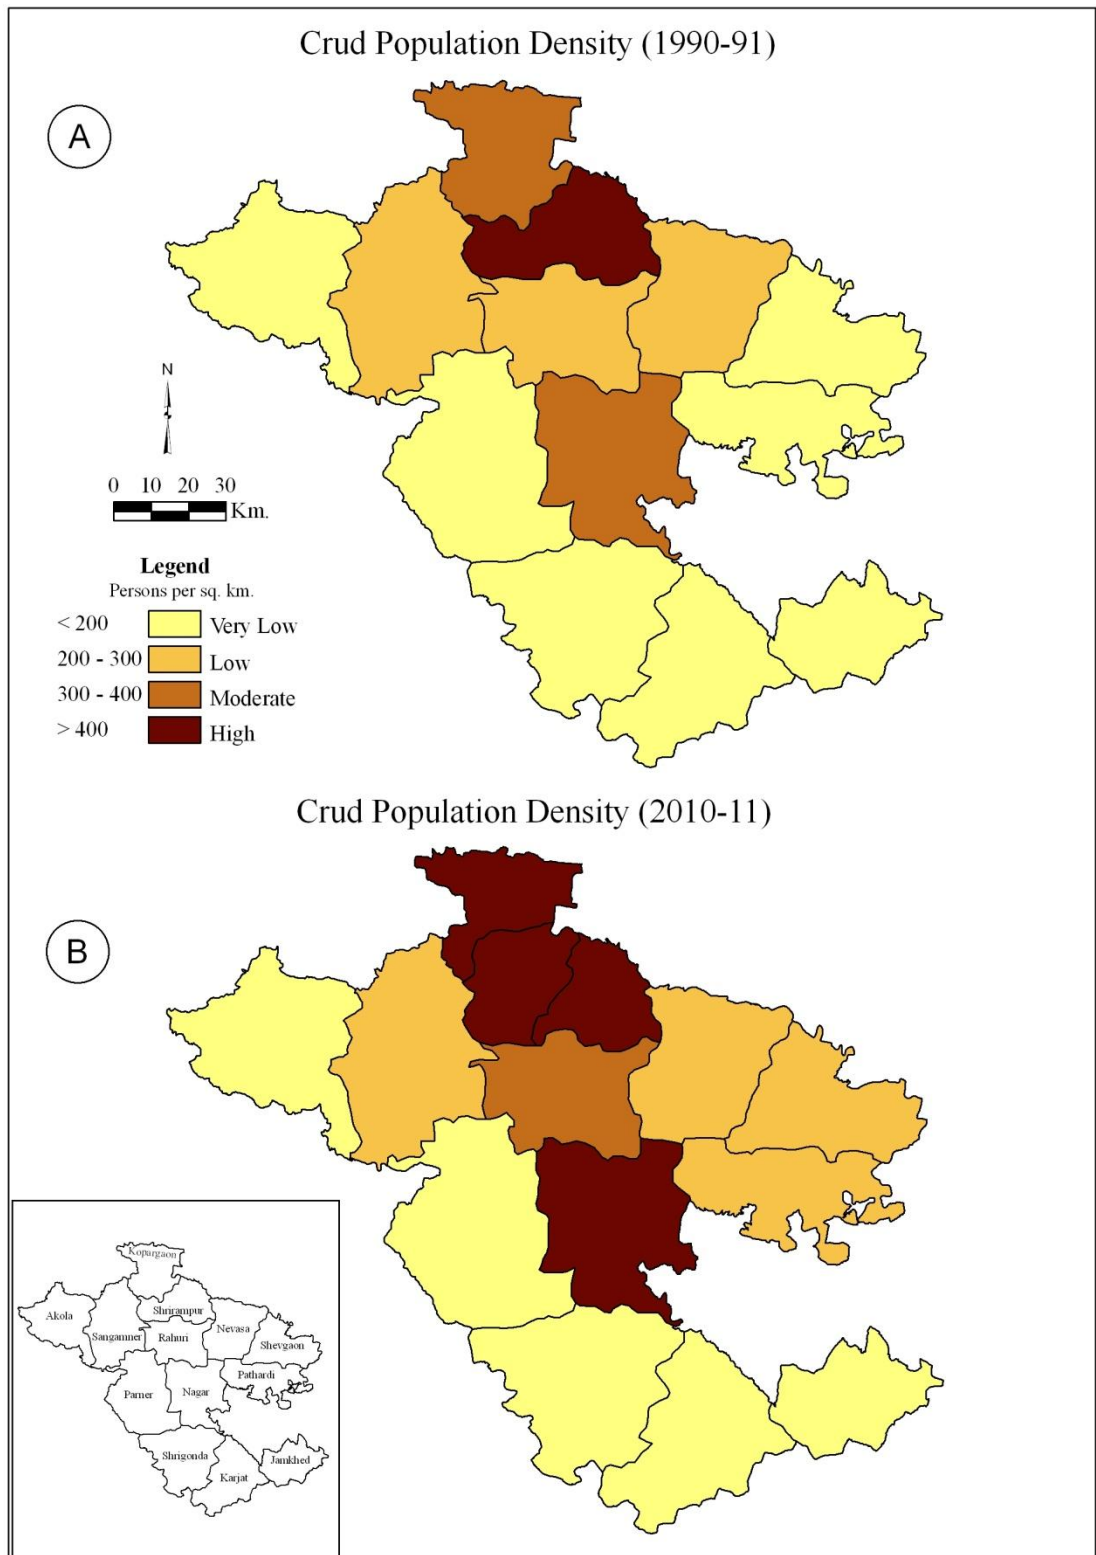 Crud Population Density (1990-91)
A
N
0 10 20 30
Km.
Legend
Persons per sq. km.
< 200 Very Low
200 - 300 Low
300 - 400 Moderate
> 400 High
Crud Population Density (2010-11)
B
Kopargaon
Akola
Shrirampur
Sangamner
Rahuri
Nevasa
Shevgaon
Pathardi
Parner
Nagar
Shrigonda
Jamkhed
Karjat